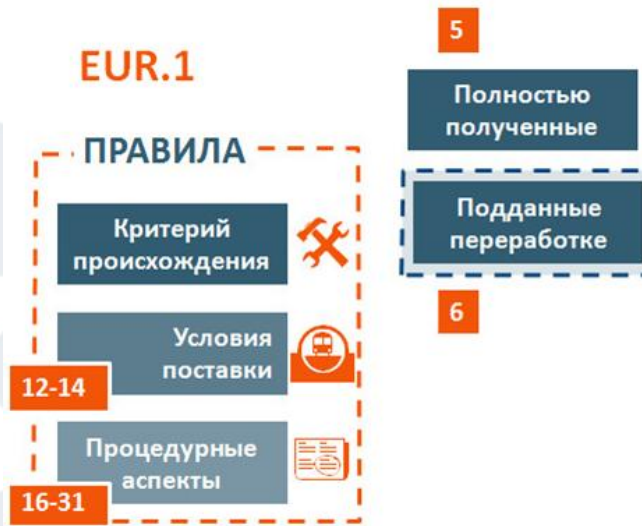 EUR.1
ПРАВИЛА
Критерий
происхождения
Условия
поставки
12-14
Процедурные
аспекты
16-31
5
Полностью
полученные
Подданные
переработке
6